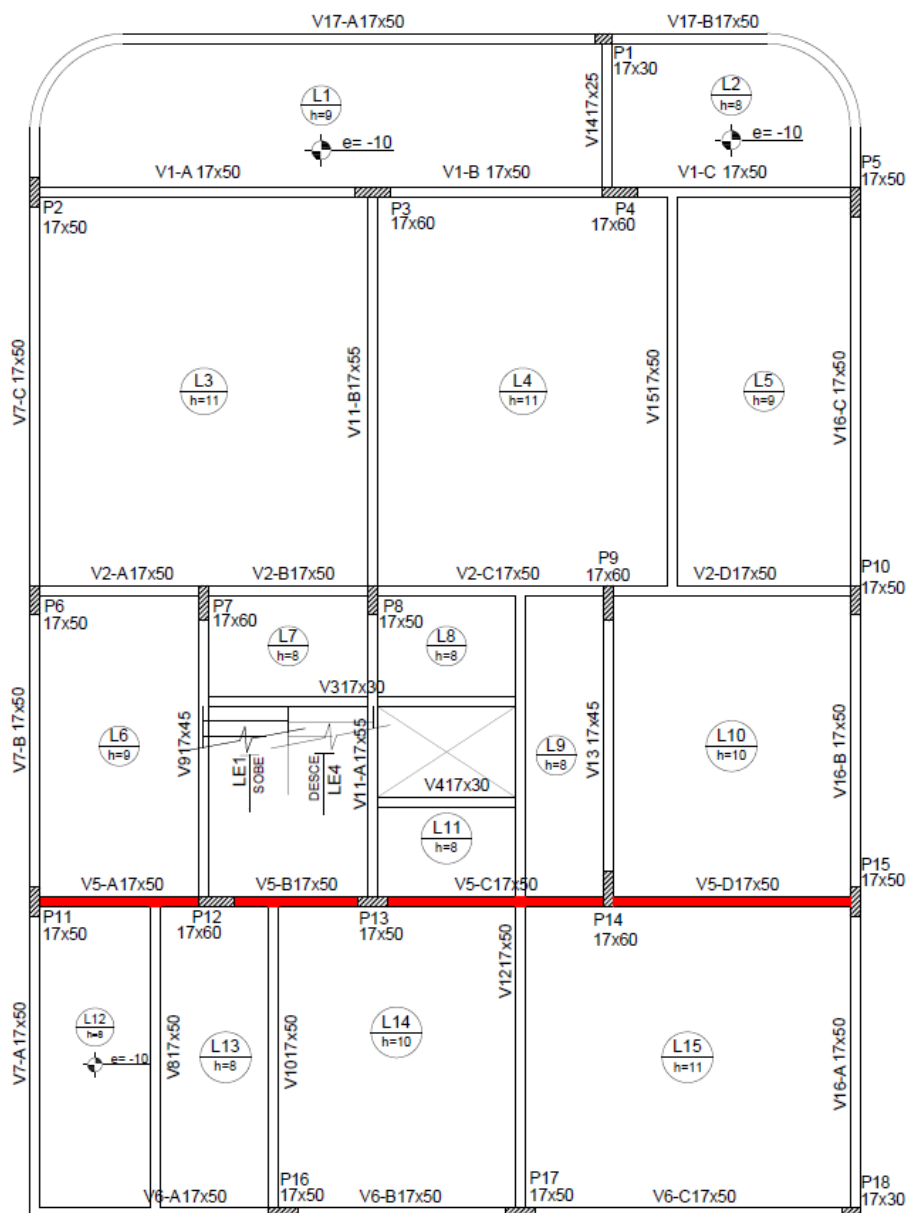 V17-A17x50
V17-B17x50
P1
17x30
V1417x25
L1
h=9
e= -10
L2
h=8
e= -10
V1-A 17x50
V1-B 17x50
V1-C 17x50
P5
17x50
P2
17x50
P3
17x60
P4
17x60
V7-C 17x50
L3
h=11
V11-B17x55
L4
h=11
V1517x50
L5
h=9
V16-C 17x50
V2-A17x50
V2-B17x50
V2-C17x50
P9
17x60
V2-D17x50
P10
17x50
P6
17x50
P7
17x60
P8
17x50
L7
h=8
L8
h=8
V317x30
V7-B 17x50
L6
h=9
V917x45
LE1
SOBE
DESCE
LE4
V11-A17x55
V417x30
L9
h=8
V13 17x45
L10
h=10
V16-B 17x50
L11
h=8
V5-A17x50
V5-B17x50
V5-C17x50
V5-D17x50
P15
17x50
P11
17x50
P12
17x60
P13
17x50
P14
17x60
V7-A17x50
L12
h=8
e= -10
V817x50
L13
h=8
V1017x50
L14
h=10
V1217x50
L15
h=11
V16-A 17x50
V6-A17x50
P16
17x50
V6-B17x50
P17
17x50
V6-C17x50
P18
17x30